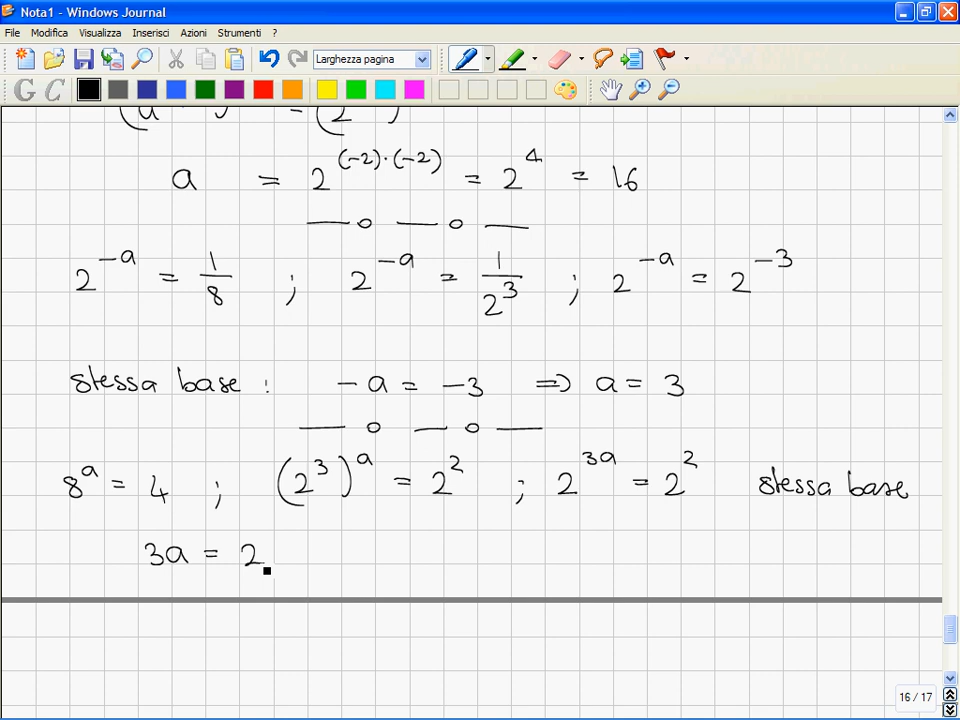 Nota1 - Windows Journal
File Modifica Visualizza Inserisci Azioni Strumenti ?
Larghezza pagina
G C
a = 2^((-2)·(-2)) = 2^4 = 16
2^(-a) = 1/8 ; 2^(-a) = 1/2^3 ; 2^(-a) = 2^(-3)
stessa base : -a = -3 ⇒ a = 3
8^a = 4 ; (2^3)^a = 2^2 ; 2^(3a) = 2^2 stessa base
3a = 2
16 / 17